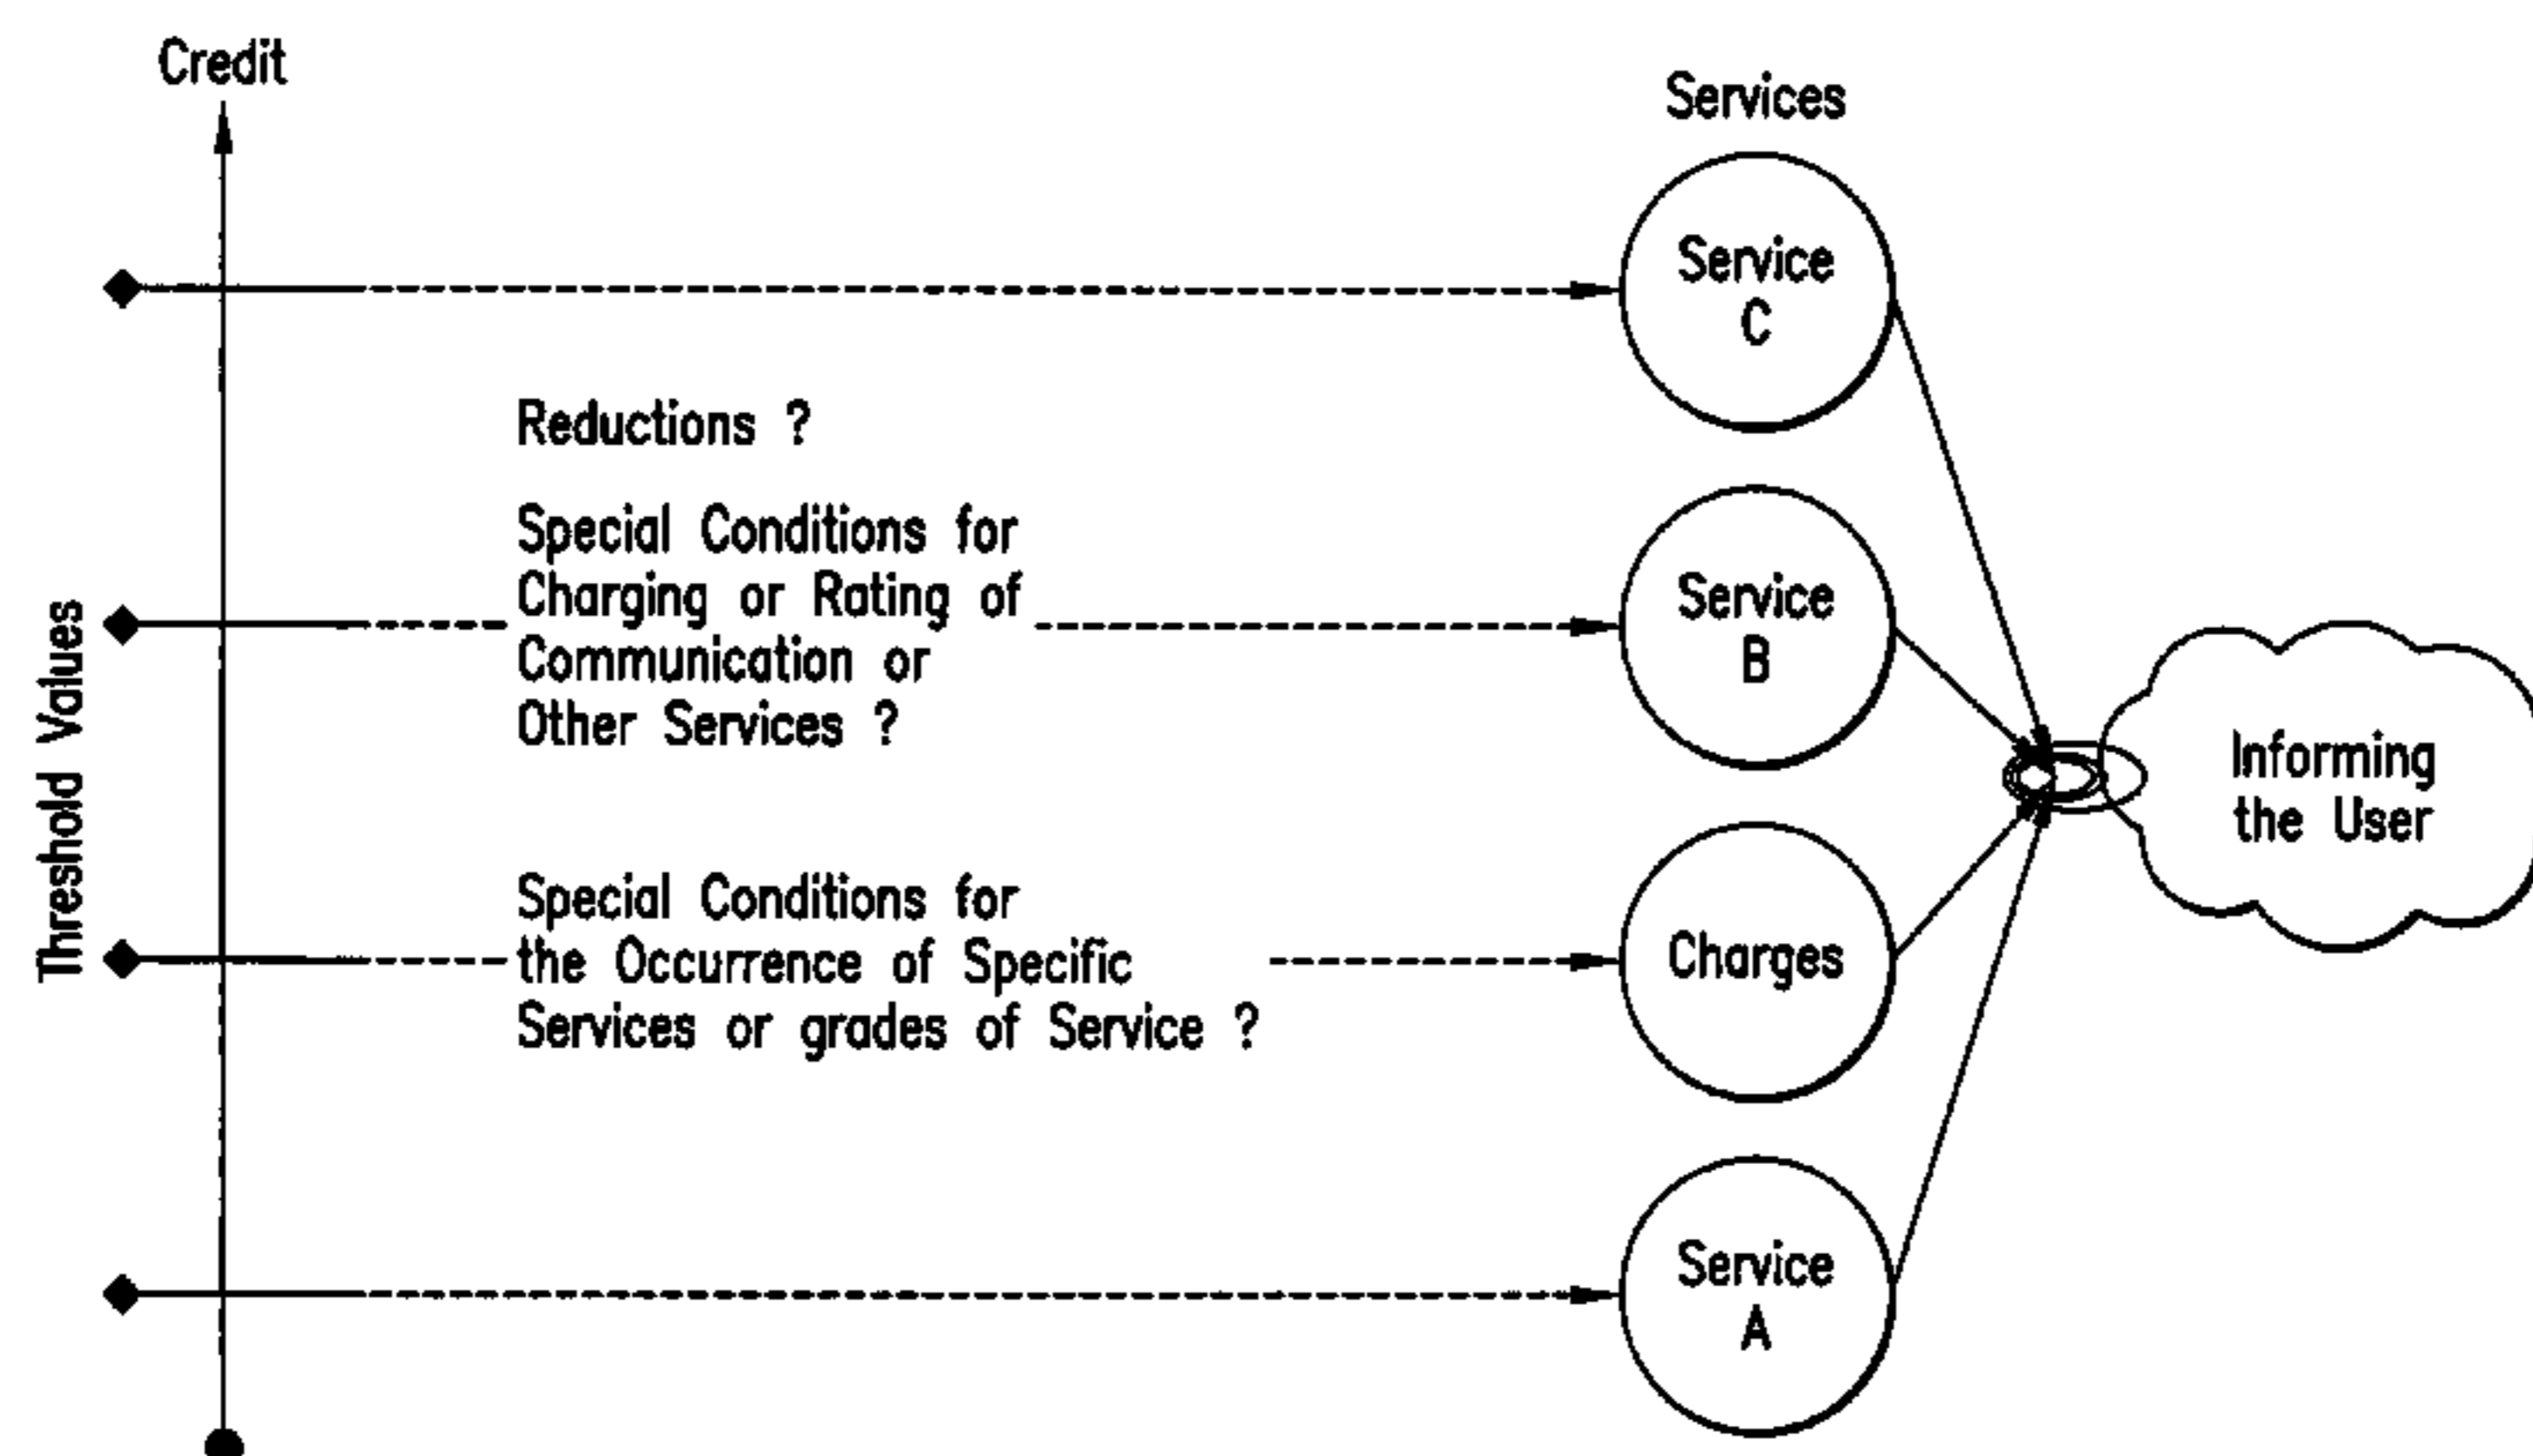 Credit
Threshold Values
Reductions ?
Special Conditions for
Charging or Rating of
Communication or
Other Services ?
Special Conditions for
the Occurrence of Specific
Services or grades of Service ?
Services
Service
C
Service
B
Charges
Service
A
Informing
the User